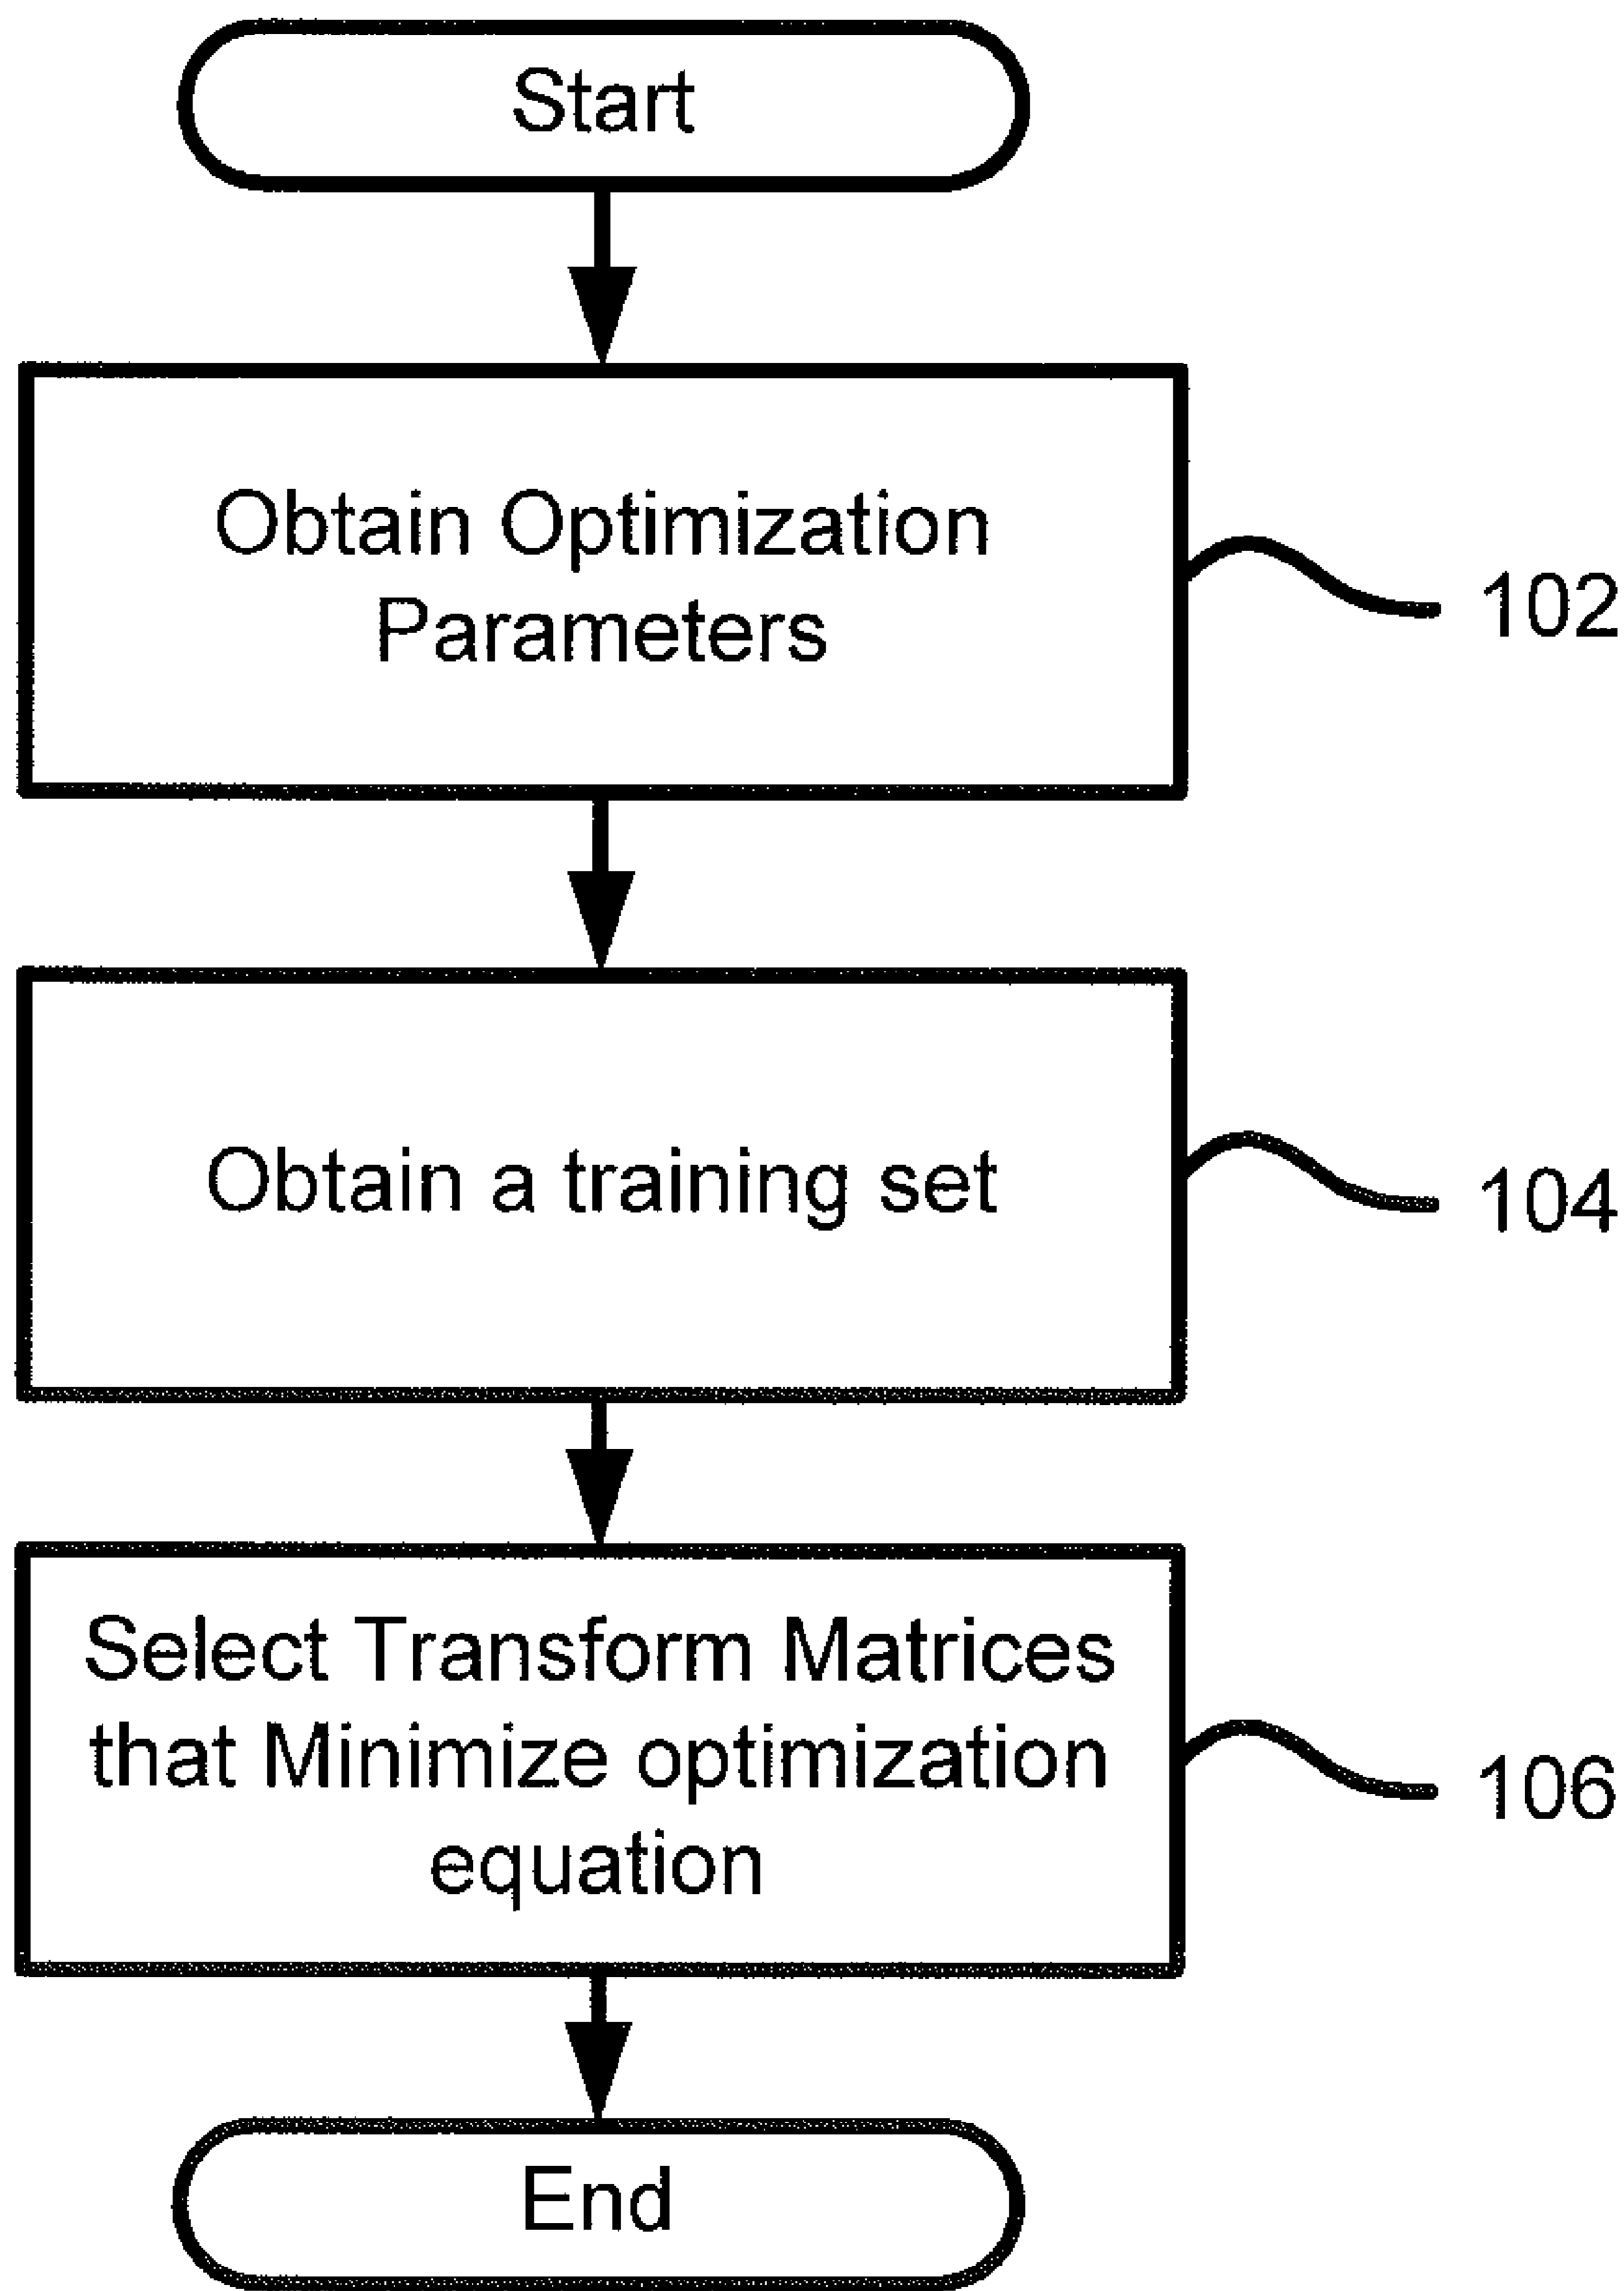 Start
Obtain Optimization
Parameters
102
Obtain a training set
104
Select Transform Matrices
that Minimize optimization
equation
106
End